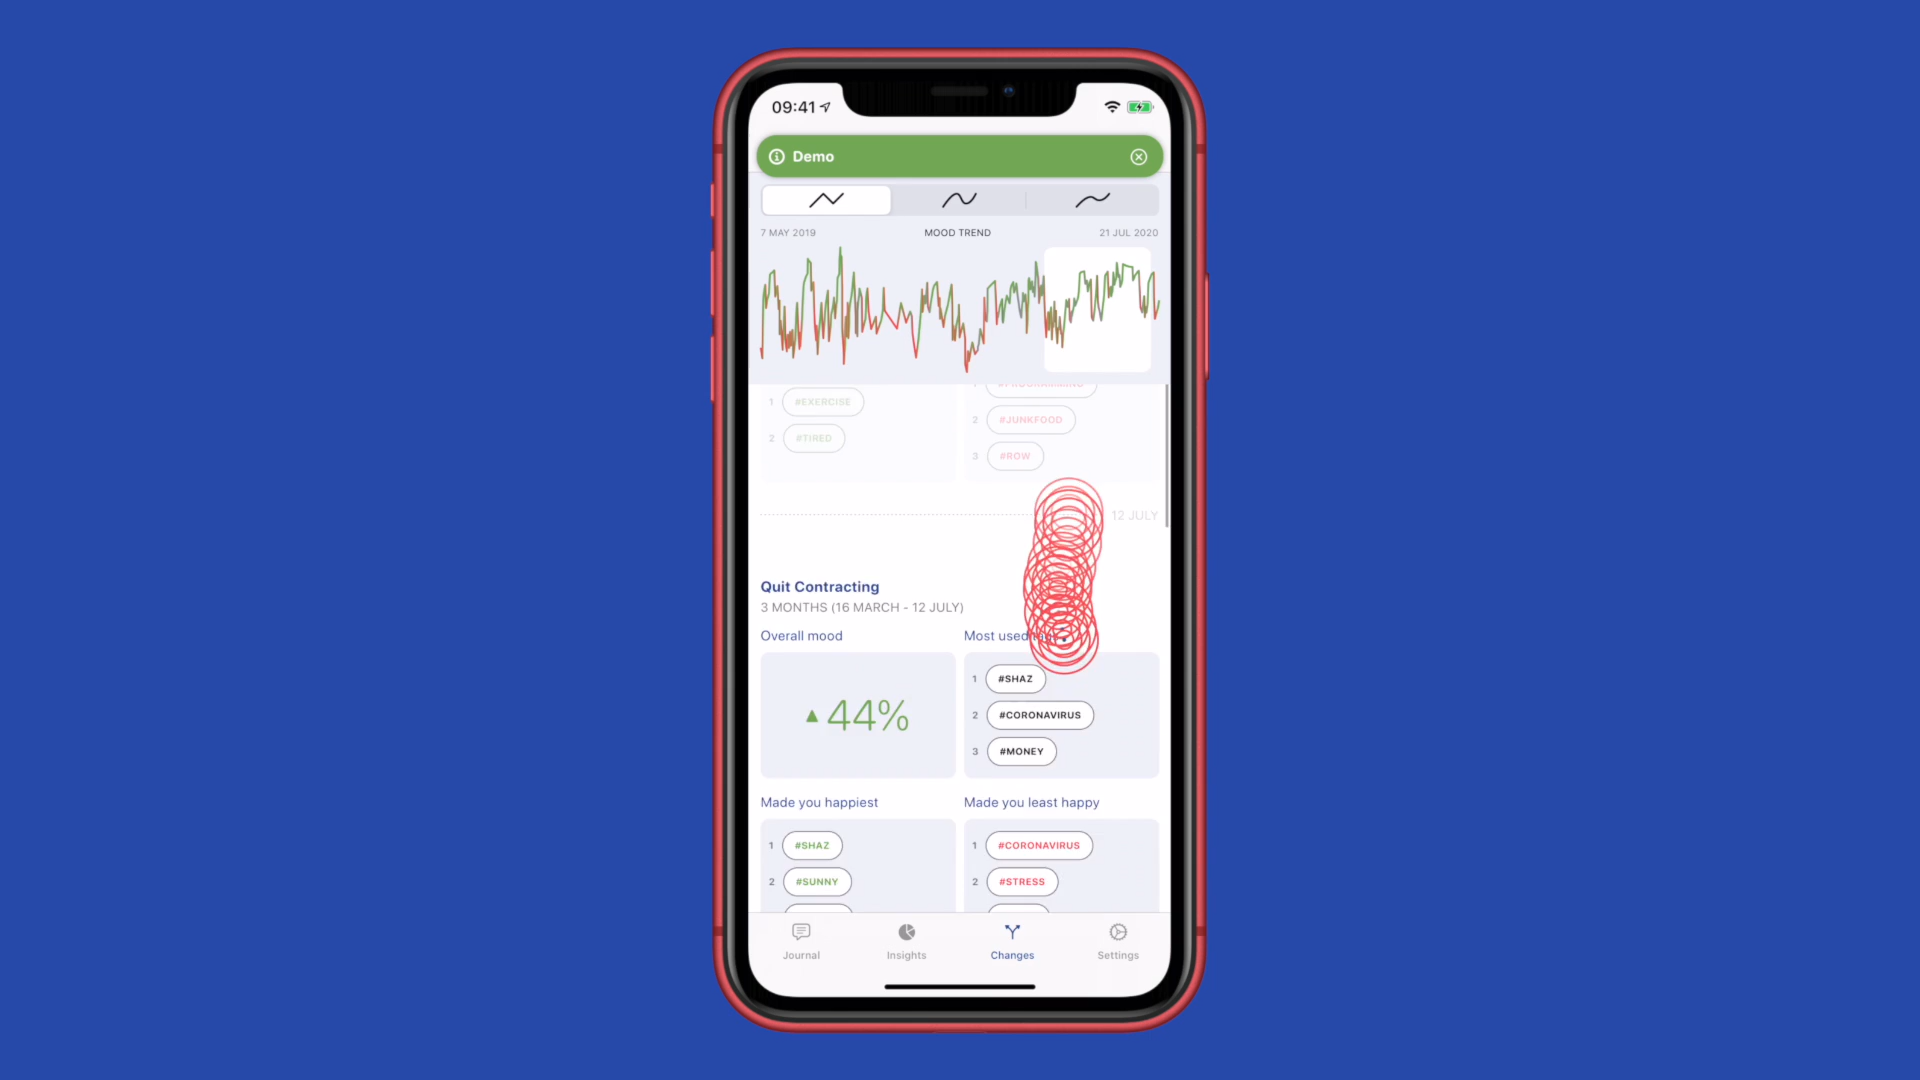 09:41
Demo
7 MAY 2019 MOOD TREND 21 JUL 2020
1 #EXERCISE
2 #TIRED
1 #PROGRAMMING
2 #JUNKFOOD
3 #ROW
12 JULY
Quit Contracting
3 MONTHS (16 MARCH - 12 JULY)
Overall mood
44%
Most used
1 #SHAZ
2 #CORONAVIRUS
3 #MONEY
Made you happiest
1 #SHAZ
2 #SUNNY
Made you least happy
1 #CORONAVIRUS
2 #STRESS
Journal Insights Changes Settings